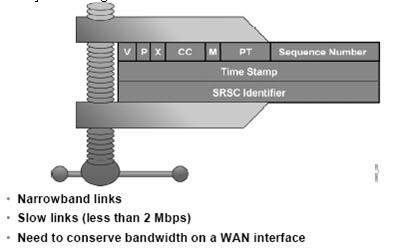 V P X CC M PT Sequence Number
Time Stamp
SRSC Identifier
• Narrowband links
• Slow links (less than 2 Mbps)
• Need to conserve bandwidth on a WAN interface